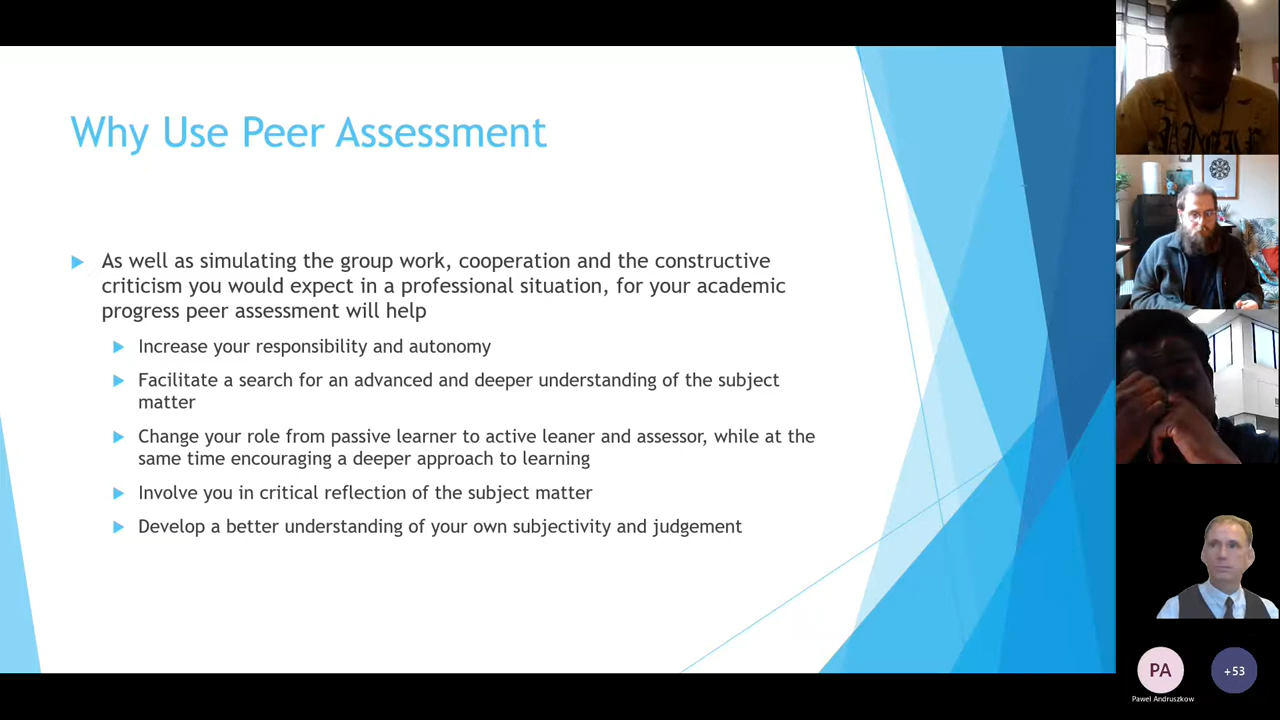 Why Use Peer Assessment
As well as simulating the group work, cooperation and the constructive
criticism you would expect in a professional situation, for your academic
progress peer assessment will help
Increase your responsibility and autonomy
Facilitate a search for an advanced and deeper understanding of the subject
matter
Change your role from passive learner to active leaner and assessor, while at the
same time encouraging a deeper approach to learning
Involve you in critical reflection of the subject matter
Develop a better understanding of your own subjectivity and judgement
PA
+53
Pawel Andruszkow